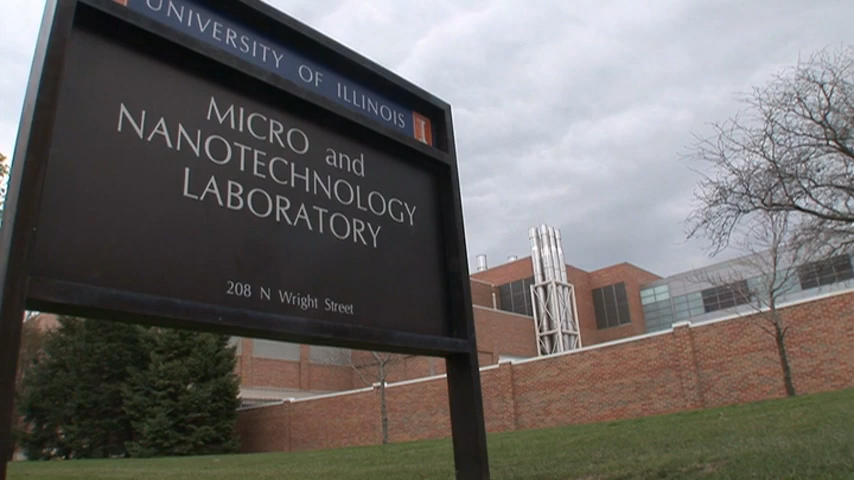 UNIVERSITY OF ILLINOIS
I
MICRO and
NANOTECHNOLOGY
LABORATORY
208 N Wright Street